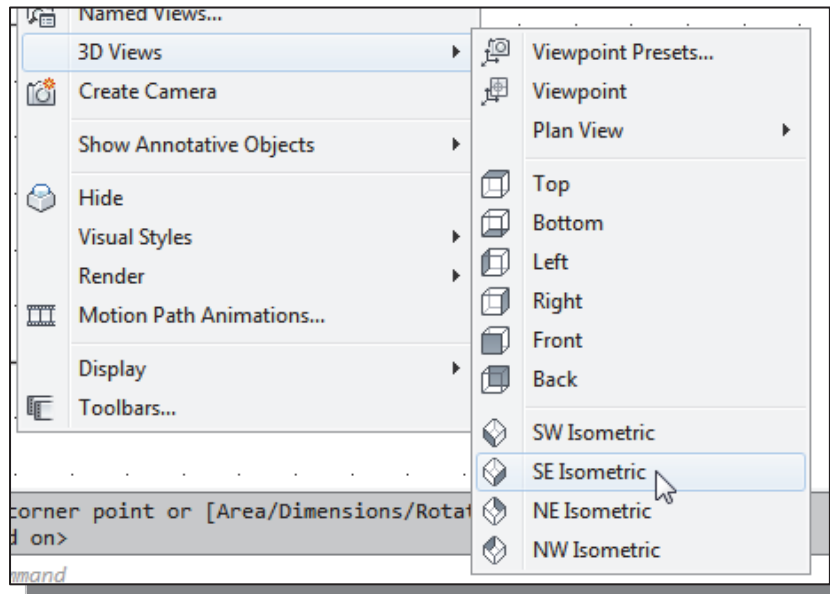 Named Views...
3D Views
Create Camera
Show Annotative Objects
Hide
Visual Styles
Render
Motion Path Animations...
Display
Toolbars...
Viewpoint Presets...
Viewpoint
Plan View
Top
Bottom
Left
Right
Front
Back
SW Isometric
SE Isometric
NE Isometric
NW Isometric
corner point or [Area/Dimensions/Rotat
d on>
mmand